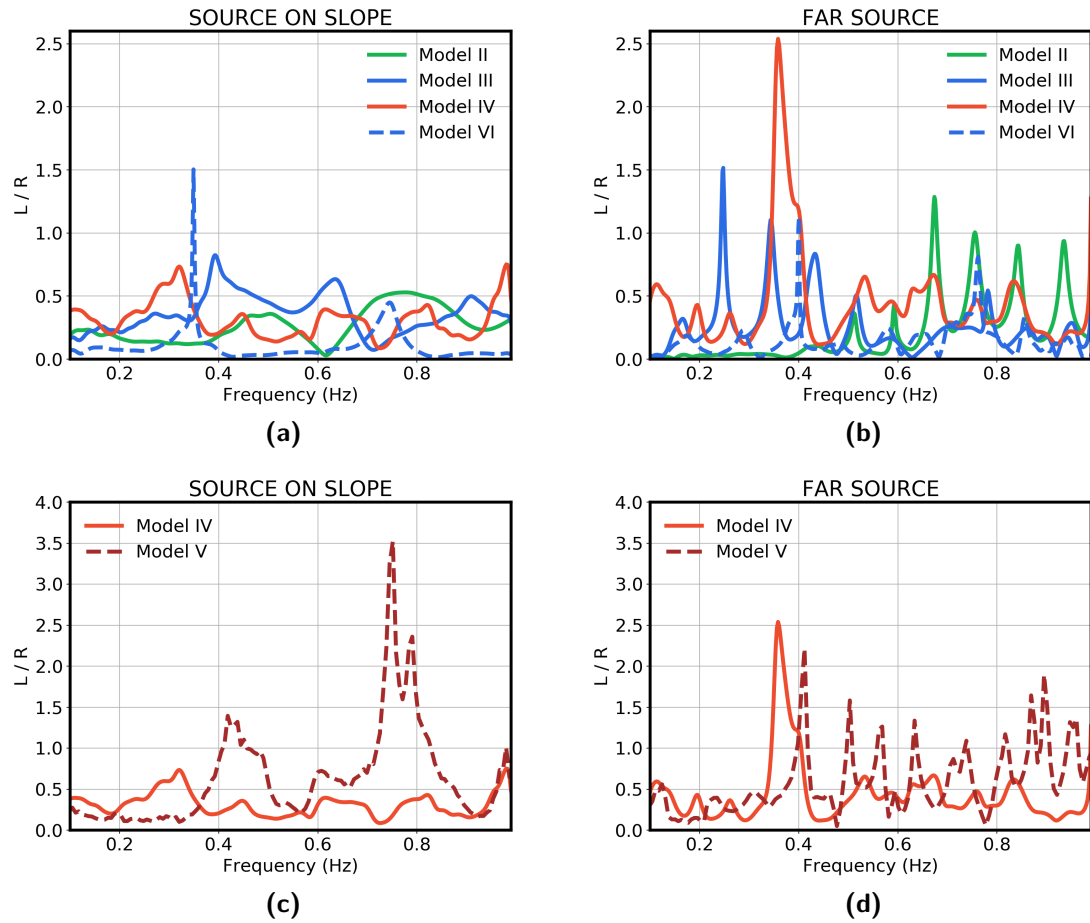 SOURCE ON SLOPE
2.5
2.0
1.5
1.0
0.5
0.0
L / R
Model II
Model III
Model IV
Model VI
0.2 0.4 0.6 0.8
Frequency (Hz)
(a)
FAR SOURCE
2.5
2.0
1.5
1.0
0.5
0.0
L / R
Model II
Model III
Model IV
Model VI
0.2 0.4 0.6 0.8
Frequency (Hz)
(b)
SOURCE ON SLOPE
4.0
3.5
3.0
2.5
2.0
1.5
1.0
0.5
0.0
L / R
Model IV
Model V
0.2 0.4 0.6 0.8
Frequency (Hz)
(c)
FAR SOURCE
4.0
3.5
3.0
2.5
2.0
1.5
1.0
0.5
0.0
L / R
Model IV
Model V
0.2 0.4 0.6 0.8
Frequency (Hz)
(d)